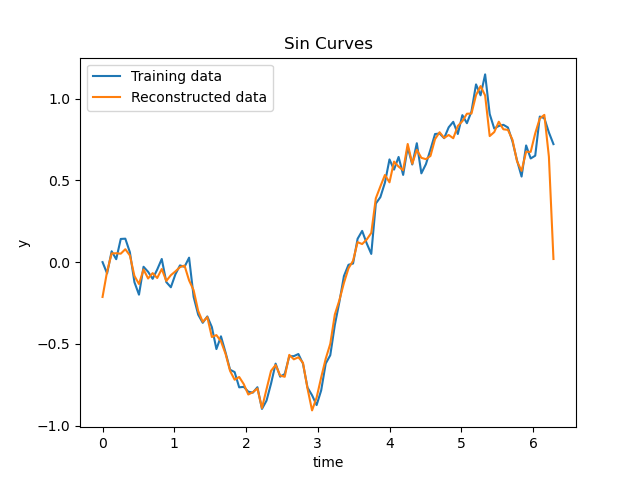 Sin Curves
Training data
Reconstructed data
1.0
0.5
0.0
−0.5
−1.0
y
0 1 2 3 4 5 6
time